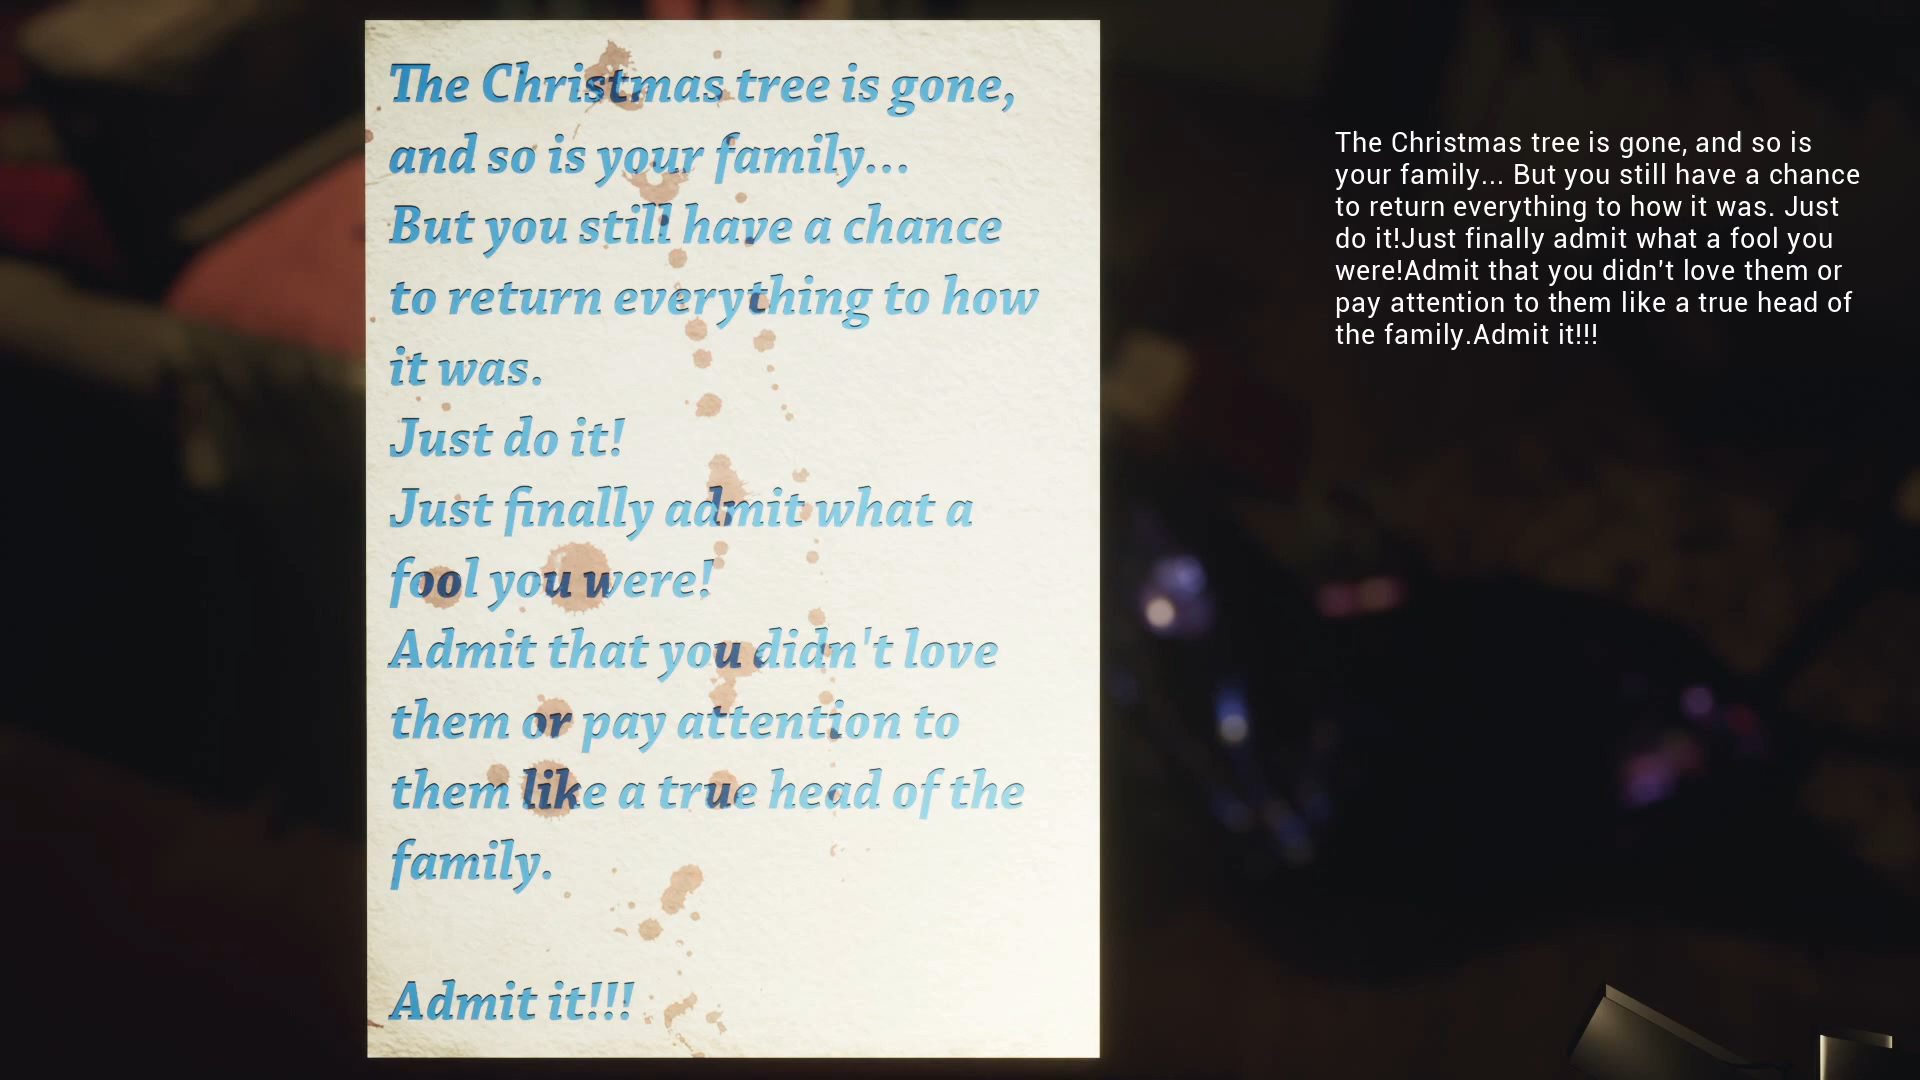 The Christmas tree is gone,
and so is your family...
But you still have a chance
to return everything to how
it was.
Just do it!
Just finally admit what a
fool you were!
Admit that you didn't love
them or pay attention to
them like a true head of the
family.
Admit it!!!
The Christmas tree is gone, and so is
your family... But you still have a chance
to return everything to how it was. Just
do it!Just finally admit what a fool you
were!Admit that you didn't love them or
pay attention to them like a true head of
the family.Admit it!!!